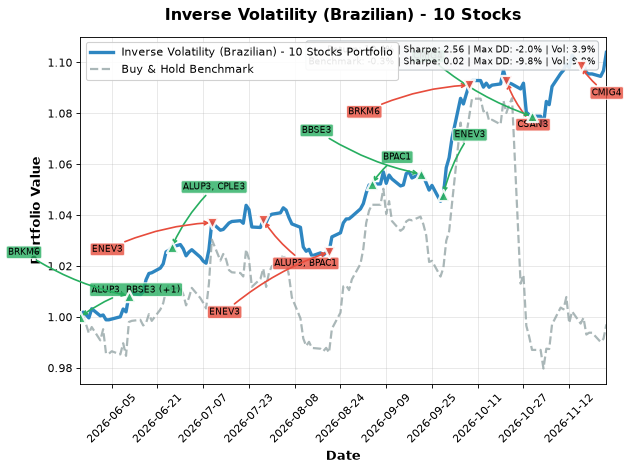 Inverse Volatility (Brazilian) - 10 Stocks
Inverse Volatility (Brazilian) - 10 Stocks Portfolio
Buy & Hold Benchmark
| Sharpe: 2.56 | Max DD: -2.0% | Vol: 3.9%
Benchmark: -0.3% | Sharpe: 0.02 | Max DD: -9.8% | Vol:
Portfolio Value
1.10
1.08
1.06
1.04
1.02
1.00
0.98
BRKM6
ALUP3, BBSE3 (+1)
ENEV3
ALUP3, CPLE3
ENEV3
ALUP3, BPAC1
BBSE3
BPAC1
BRKM6
ENEV3
CSAN3
CMIG4
2026-06-05
2026-06-21
2026-07-07
2026-07-23
2026-08-08
2026-08-24
2026-09-09
2026-09-25
2026-10-11
2026-10-27
2026-11-12
Date